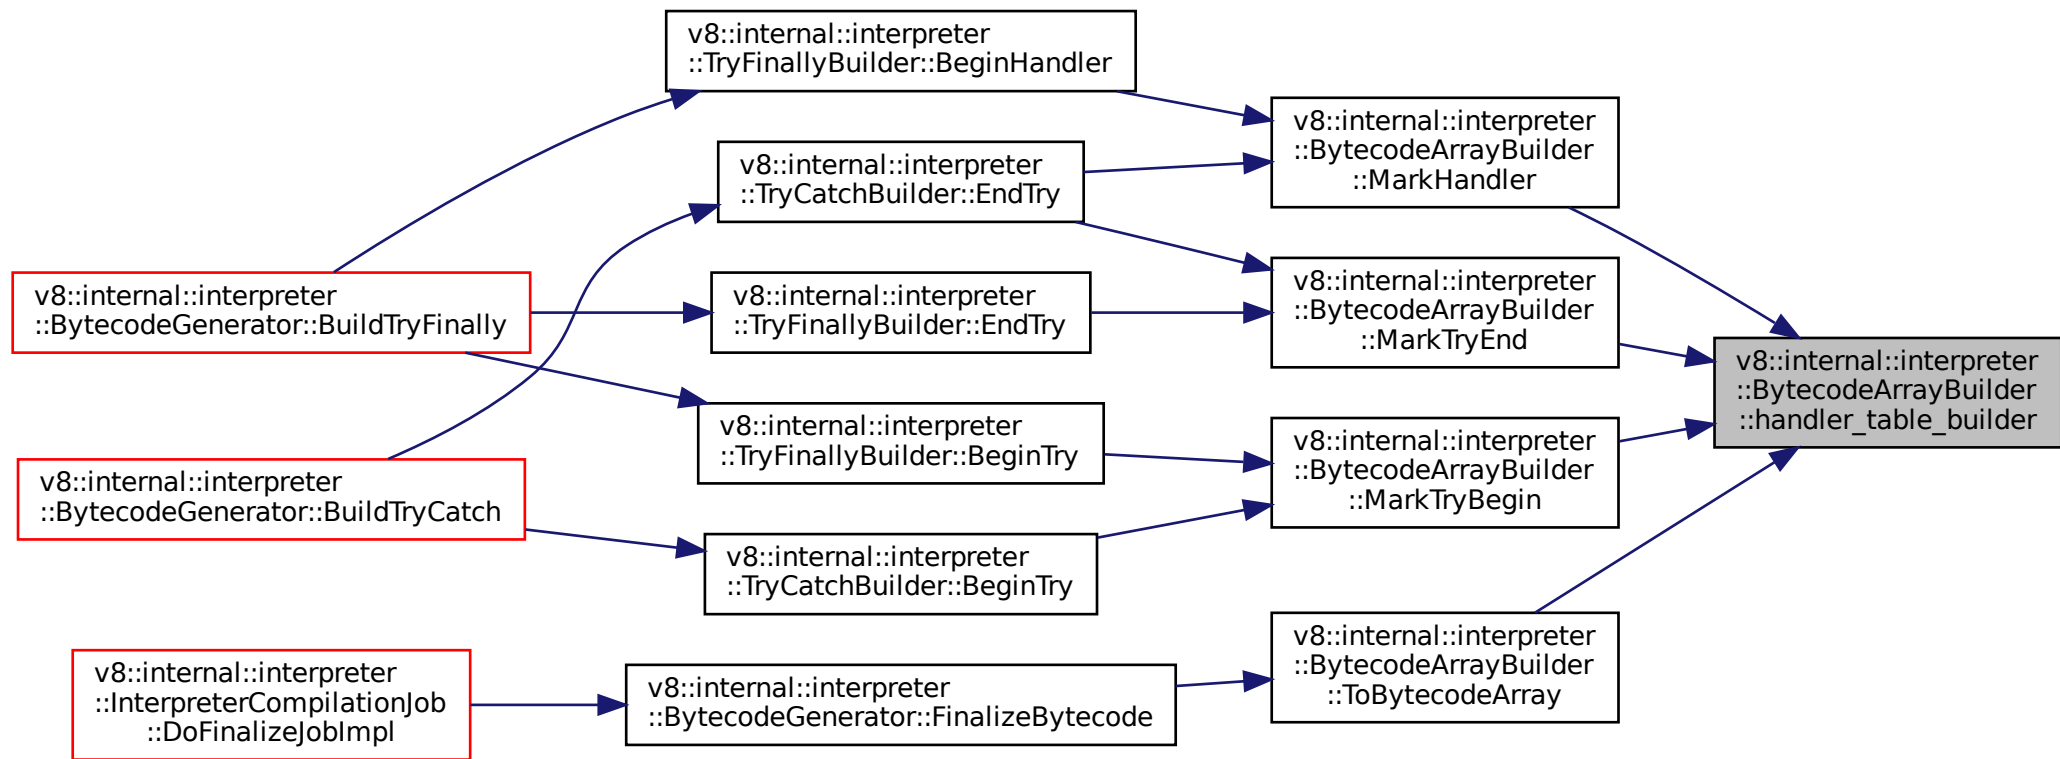 v8::internal::interpreter
::TryFinallyBuilder::BeginHandler
v8::internal::interpreter
::BytecodeArrayBuilder
::MarkHandler
v8::internal::interpreter
::TryCatchBuilder::EndTry
v8::internal::interpreter
::BytecodeGenerator::BuildTryFinally
v8::internal::interpreter
::TryFinallyBuilder::EndTry
v8::internal::interpreter
::BytecodeArrayBuilder
::MarkTryEnd
v8::internal::interpreter
::BytecodeArrayBuilder
::handler_table_builder
v8::internal::interpreter
::TryFinallyBuilder::BeginTry
v8::internal::interpreter
::BytecodeArrayBuilder
::MarkTryBegin
v8::internal::interpreter
::BytecodeGenerator::BuildTryCatch
v8::internal::interpreter
::TryCatchBuilder::BeginTry
v8::internal::interpreter
::BytecodeArrayBuilder
::ToBytecodeArray
v8::internal::interpreter
::InterpreterCompilationJob
::DoFinalizeJobImpl
v8::internal::interpreter
::BytecodeGenerator::FinalizeBytecode